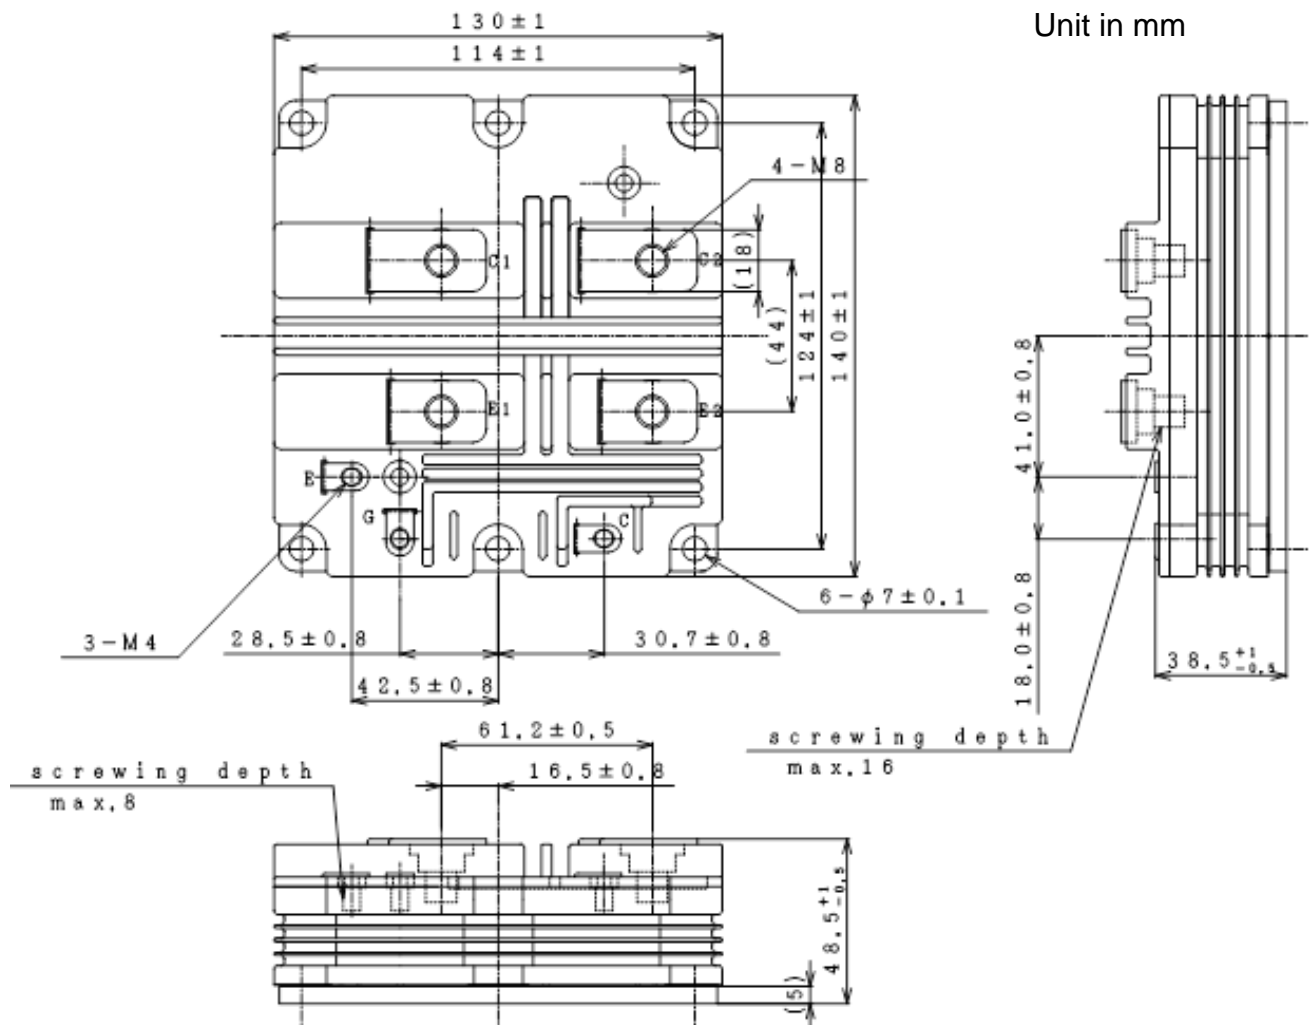 130±1
Unit in mm
114±1
4-M8
C1
C2
(18)
(44)
124±1
140±1
E1
E2
41.0±0.8
E
G
C
18.0±0.8
6-φ7±0.1
3-M4
28.5±0.8
30.7±0.8
38.5 +1 -0.5
42.5±0.8
61.2±0.5
screwing depth
max.16
screwing depth
max.8
16.5±0.8
48.5 +1 -0.5
(5)